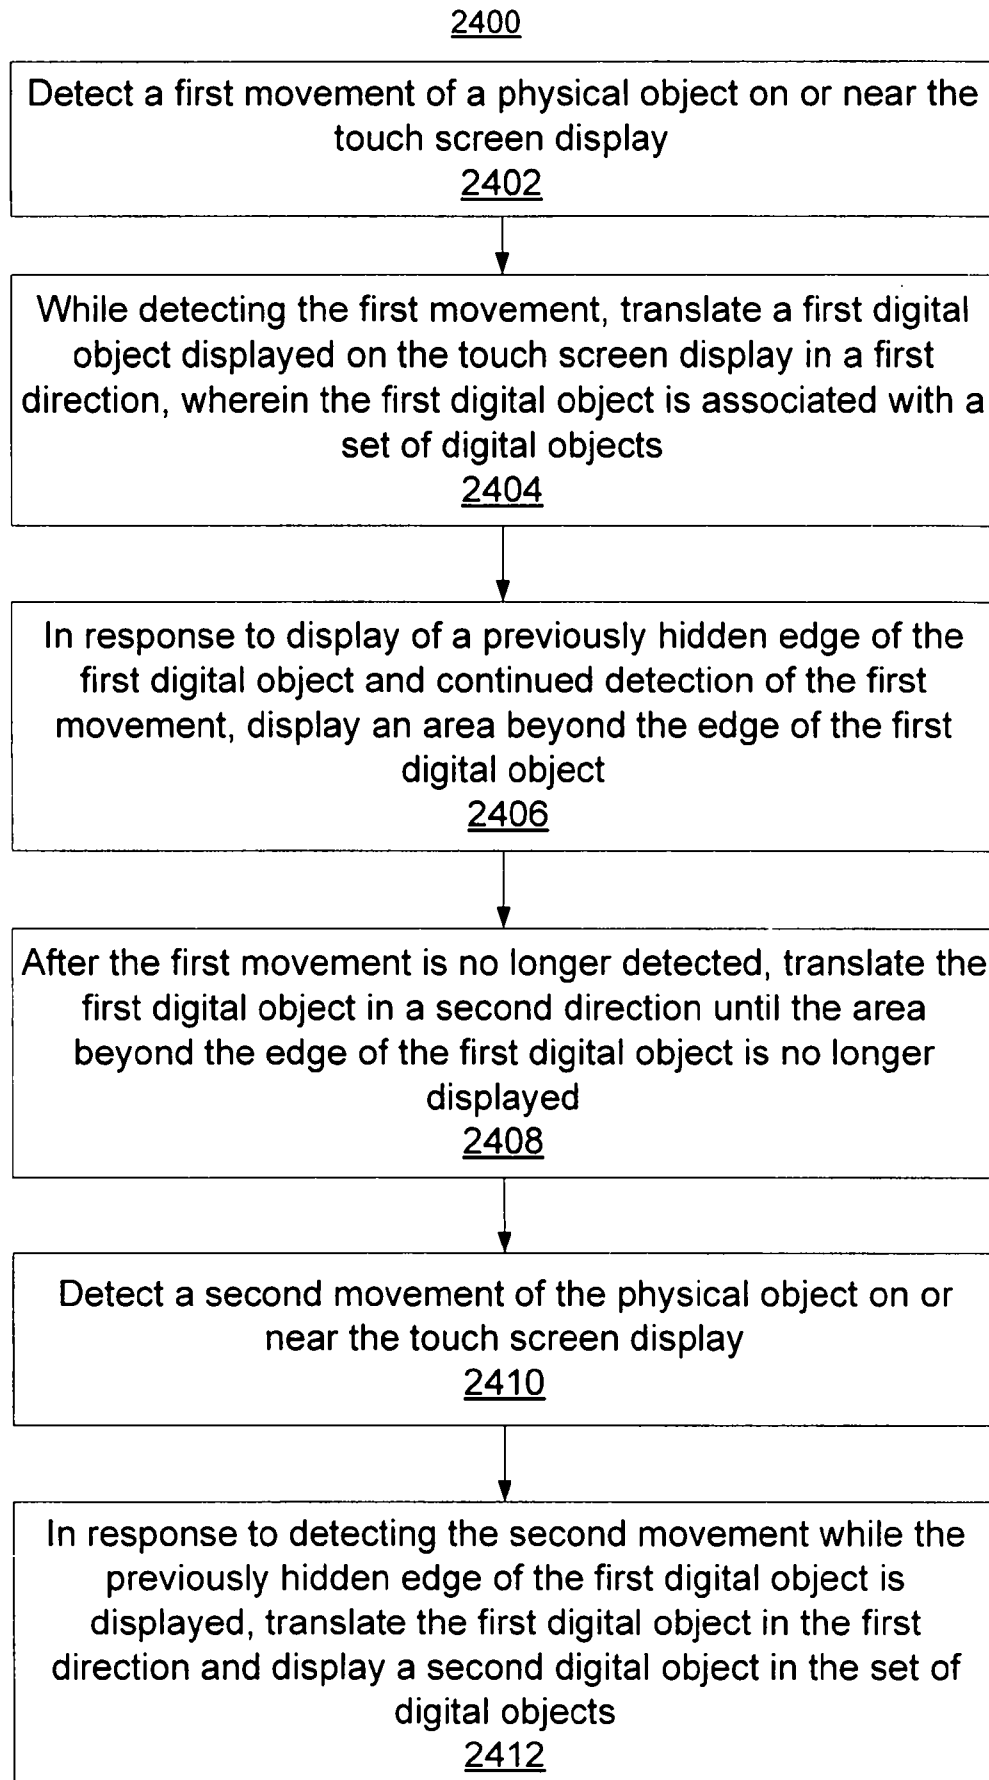 2400
Detect a first movement of a physical object on or near the
touch screen display
2402
While detecting the first movement, translate a first digital
object displayed on the touch screen display in a first
direction, wherein the first digital object is associated with a
set of digital objects
2404
In response to display of a previously hidden edge of the
first digital object and continued detection of the first
movement, display an area beyond the edge of the first
digital object
2406
After the first movement is no longer detected, translate the
first digital object in a second direction until the area
beyond the edge of the first digital object is no longer
displayed
2408
Detect a second movement of the physical object on or
near the touch screen display
2410
In response to detecting the second movement while the
previously hidden edge of the first digital object is
displayed, translate the first digital object in the first
direction and display a second digital object in the set of
digital objects
2412